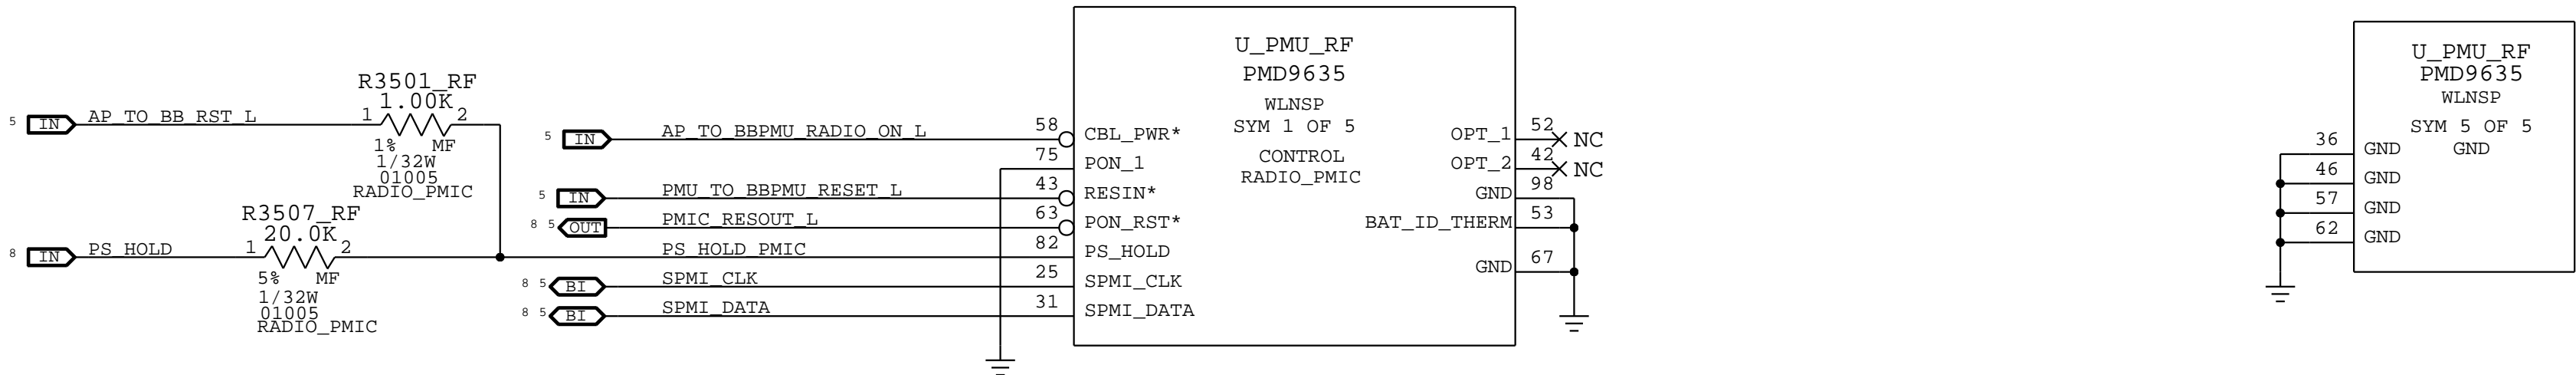 R3501_RF
1.00K
5 IN AP_TO_BB_RST_L 1 2
1% MF
1/32W
01005
RADIO_PMIC
R3507_RF
20.0K
8 IN PS_HOLD 1 2
5% MF
1/32W
01005
RADIO_PMIC
5 IN AP_TO_BBPMU_RADIO_ON_L 58 CBL_PWR*
75 PON_1
5 IN PMU_TO_BBPMU_RESET_L 43 RESIN*
8 5 OUT PMIC_RESOUT_L 63 PON_RST*
PS_HOLD_PMIC 82 PS_HOLD
8 5 BI SPMI_CLK 25 SPMI_CLK
8 5 BI SPMI_DATA 31 SPMI_DATA
U_PMU_RF
PMD9635
WLNSP
SYM 1 OF 5
CONTROL
RADIO_PMIC
OPT_1 52 NC
OPT_2 42 NC
GND 98
BAT_ID_THERM 53
GND 67
U_PMU_RF
PMD9635
WLNSP
SYM 5 OF 5
GND
36 GND
46 GND
57 GND
62 GND